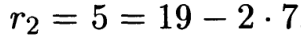 r₂ = 5 = 19 − 2 · 7